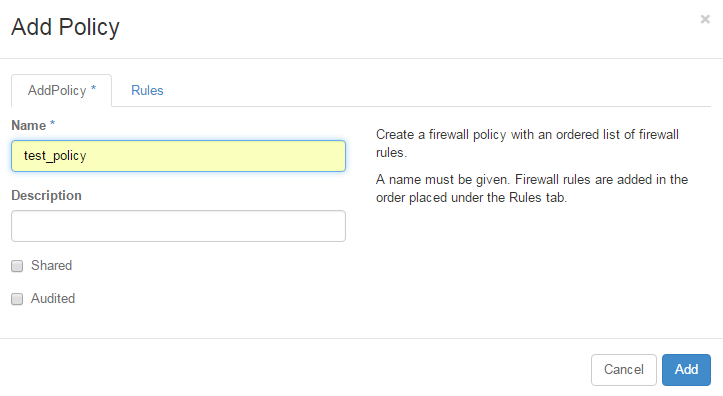 Add Policy
×
AddPolicy *
Rules
Name *
test_policy
Description
Shared
Audited
Create a firewall policy with an ordered list of firewall
rules.
A name must be given. Firewall rules are added in the
order placed under the Rules tab.
Cancel
Add